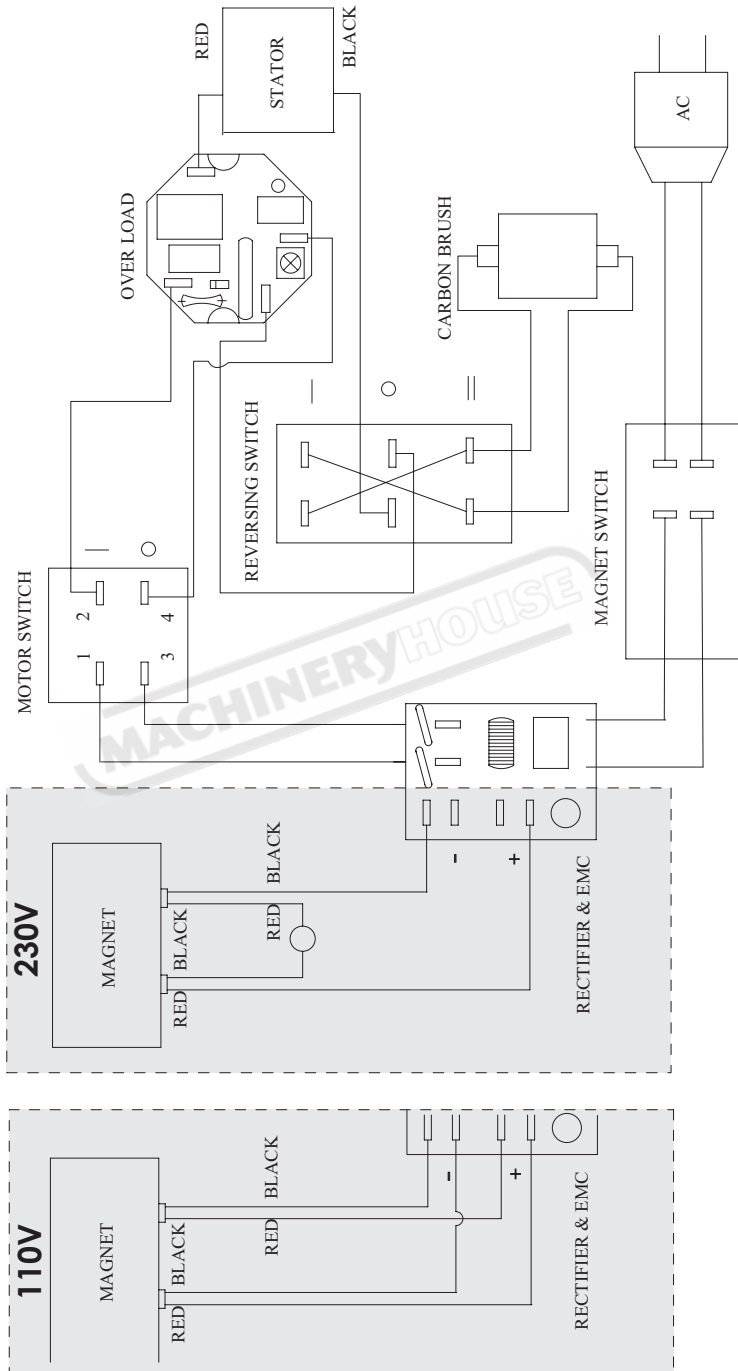 RED
STATOR
BLACK
OVER LOAD
AC
CARBON BRUSH
MOTOR SWITCH
1
2
3
4
REVERSING SWITCH
MAGNET SWITCH
MACHINERYHOUSE
230V
MAGNET
RED
BLACK
RED
BLACK
-
+
RECTIFIER & EMC
110V
MAGNET
RED
BLACK
RED
BLACK
-
+
RECTIFIER & EMC